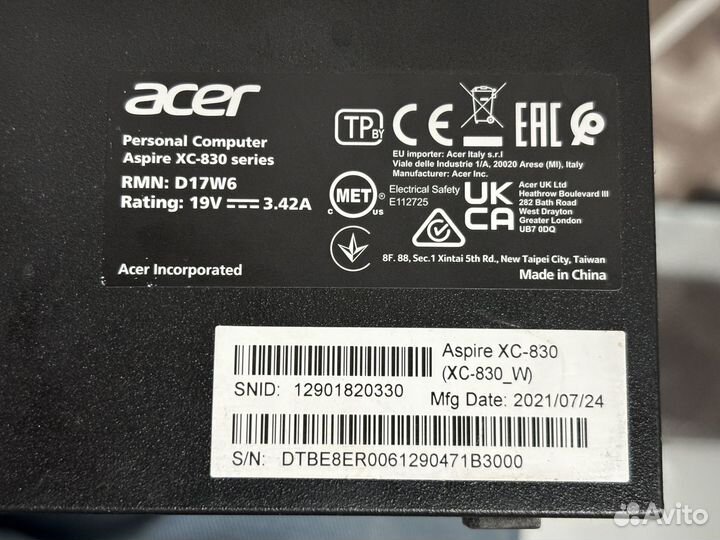 acer
Personal Computer
Aspire XC-830 series
RMN: D17W6
Rating: 19V 3.42A
Acer Incorporated
TP BY
CE
EAC
EU importer: Acer Italy s.r.l
Viale delle Industrie 1/A, 20020 Arese (MI), Italy
Manufacturer: Acer Inc.
C MET US
Electrical Safety
E112725
UK
CA
Acer UK Ltd
Heathrow Boulevard III
282 Bath Road
West Drayton
Greater London
UB7 0DQ
8F. 88, Sec.1 Xintai 5th Rd., New Taipei City, Taiwan
Made in China
SNID: 12901820330
Aspire XC-830
(XC-830_W)
Mfg Date: 2021/07/24
S/N: DTBE8ER0061290471B3000
Avito